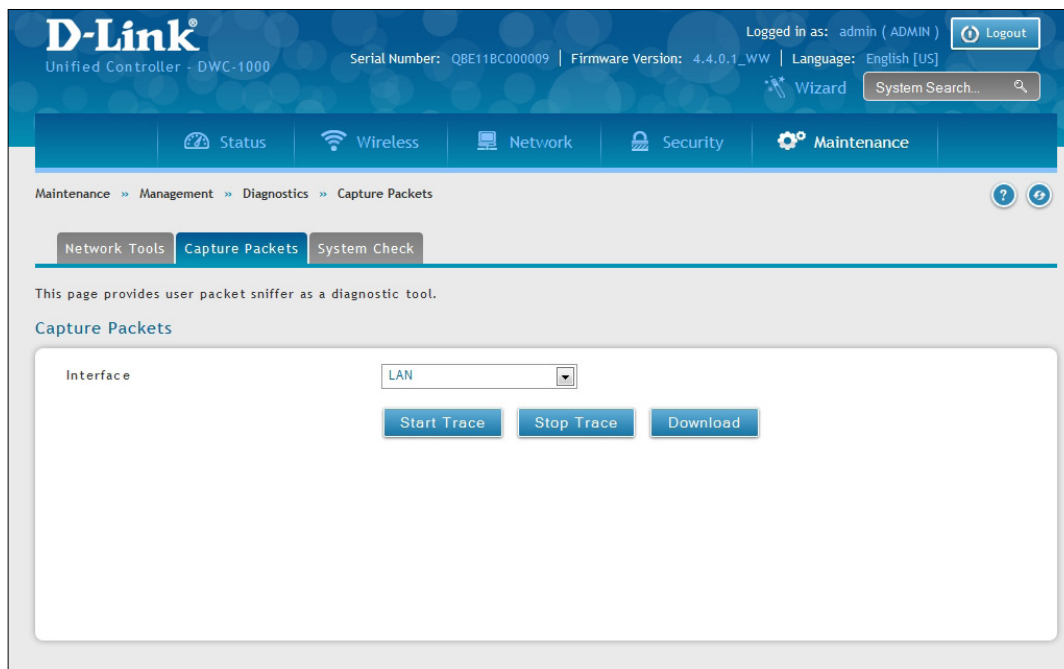 D-Link®
Unified Controller - DWC-1000
Logged in as: admin ( ADMIN ) Logout
Serial Number: QBE11BC000009 | Firmware Version: 4.4.0.1_WW | Language: English [US]
Wizard System Search...
Status Wireless Network Security Maintenance
Maintenance » Management » Diagnostics » Capture Packets
Network Tools Capture Packets System Check
This page provides user packet sniffer as a diagnostic tool.
Capture Packets
Interface LAN
Start Trace Stop Trace Download